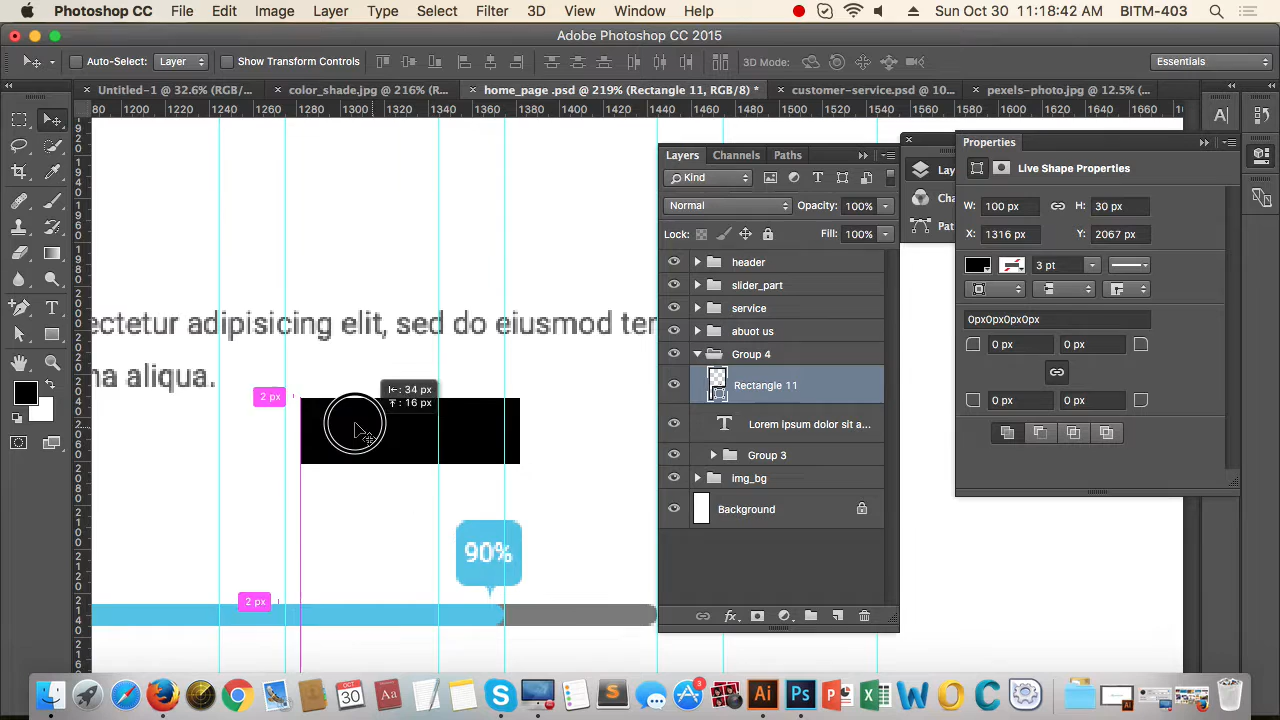 Photoshop CC File Edit Image Layer Type Select Filter 3D View Window Help Sun Oct 30 11:18:42 AM BITM-403
Adobe Photoshop CC 2015
Auto-Select: Layer Show Transform Controls 3D Mode: Essentials
Untitled-1 @ 32.6% (RGB/... color_shade.jpg @ 216% (R... home_page .psd @ 219% (Rectangle 11, RGB/8) * customer-service.psd @ 10... pexels-photo.jpg @ 12.5% (...
1220 1240 1260 1280 1300 1320 1340 1360 1380 1400 1420 1440 1460 1480 1500 1520 1540 1560 1580 1600 1620 1640 1660
Layers Channels Paths
Kind
Normal Opacity: 100%
Lock: Fill: 100%
header
slider_part
service
abuot us
Group 4
Rectangle 11
Lorem ipsum dolor sit a...
Group 3
img_bg
Background
Properties
Live Shape Properties
W: 100 px H: 30 px
X: 1316 px Y: 2067 px
3 pt
0px0px0px0px
0 px 0 px
0 px 0 px
ectetur adipisicing elit, sed do eiusmod ter
na aliqua.
: 34 px
: 16 px
2 px
90%
2 px